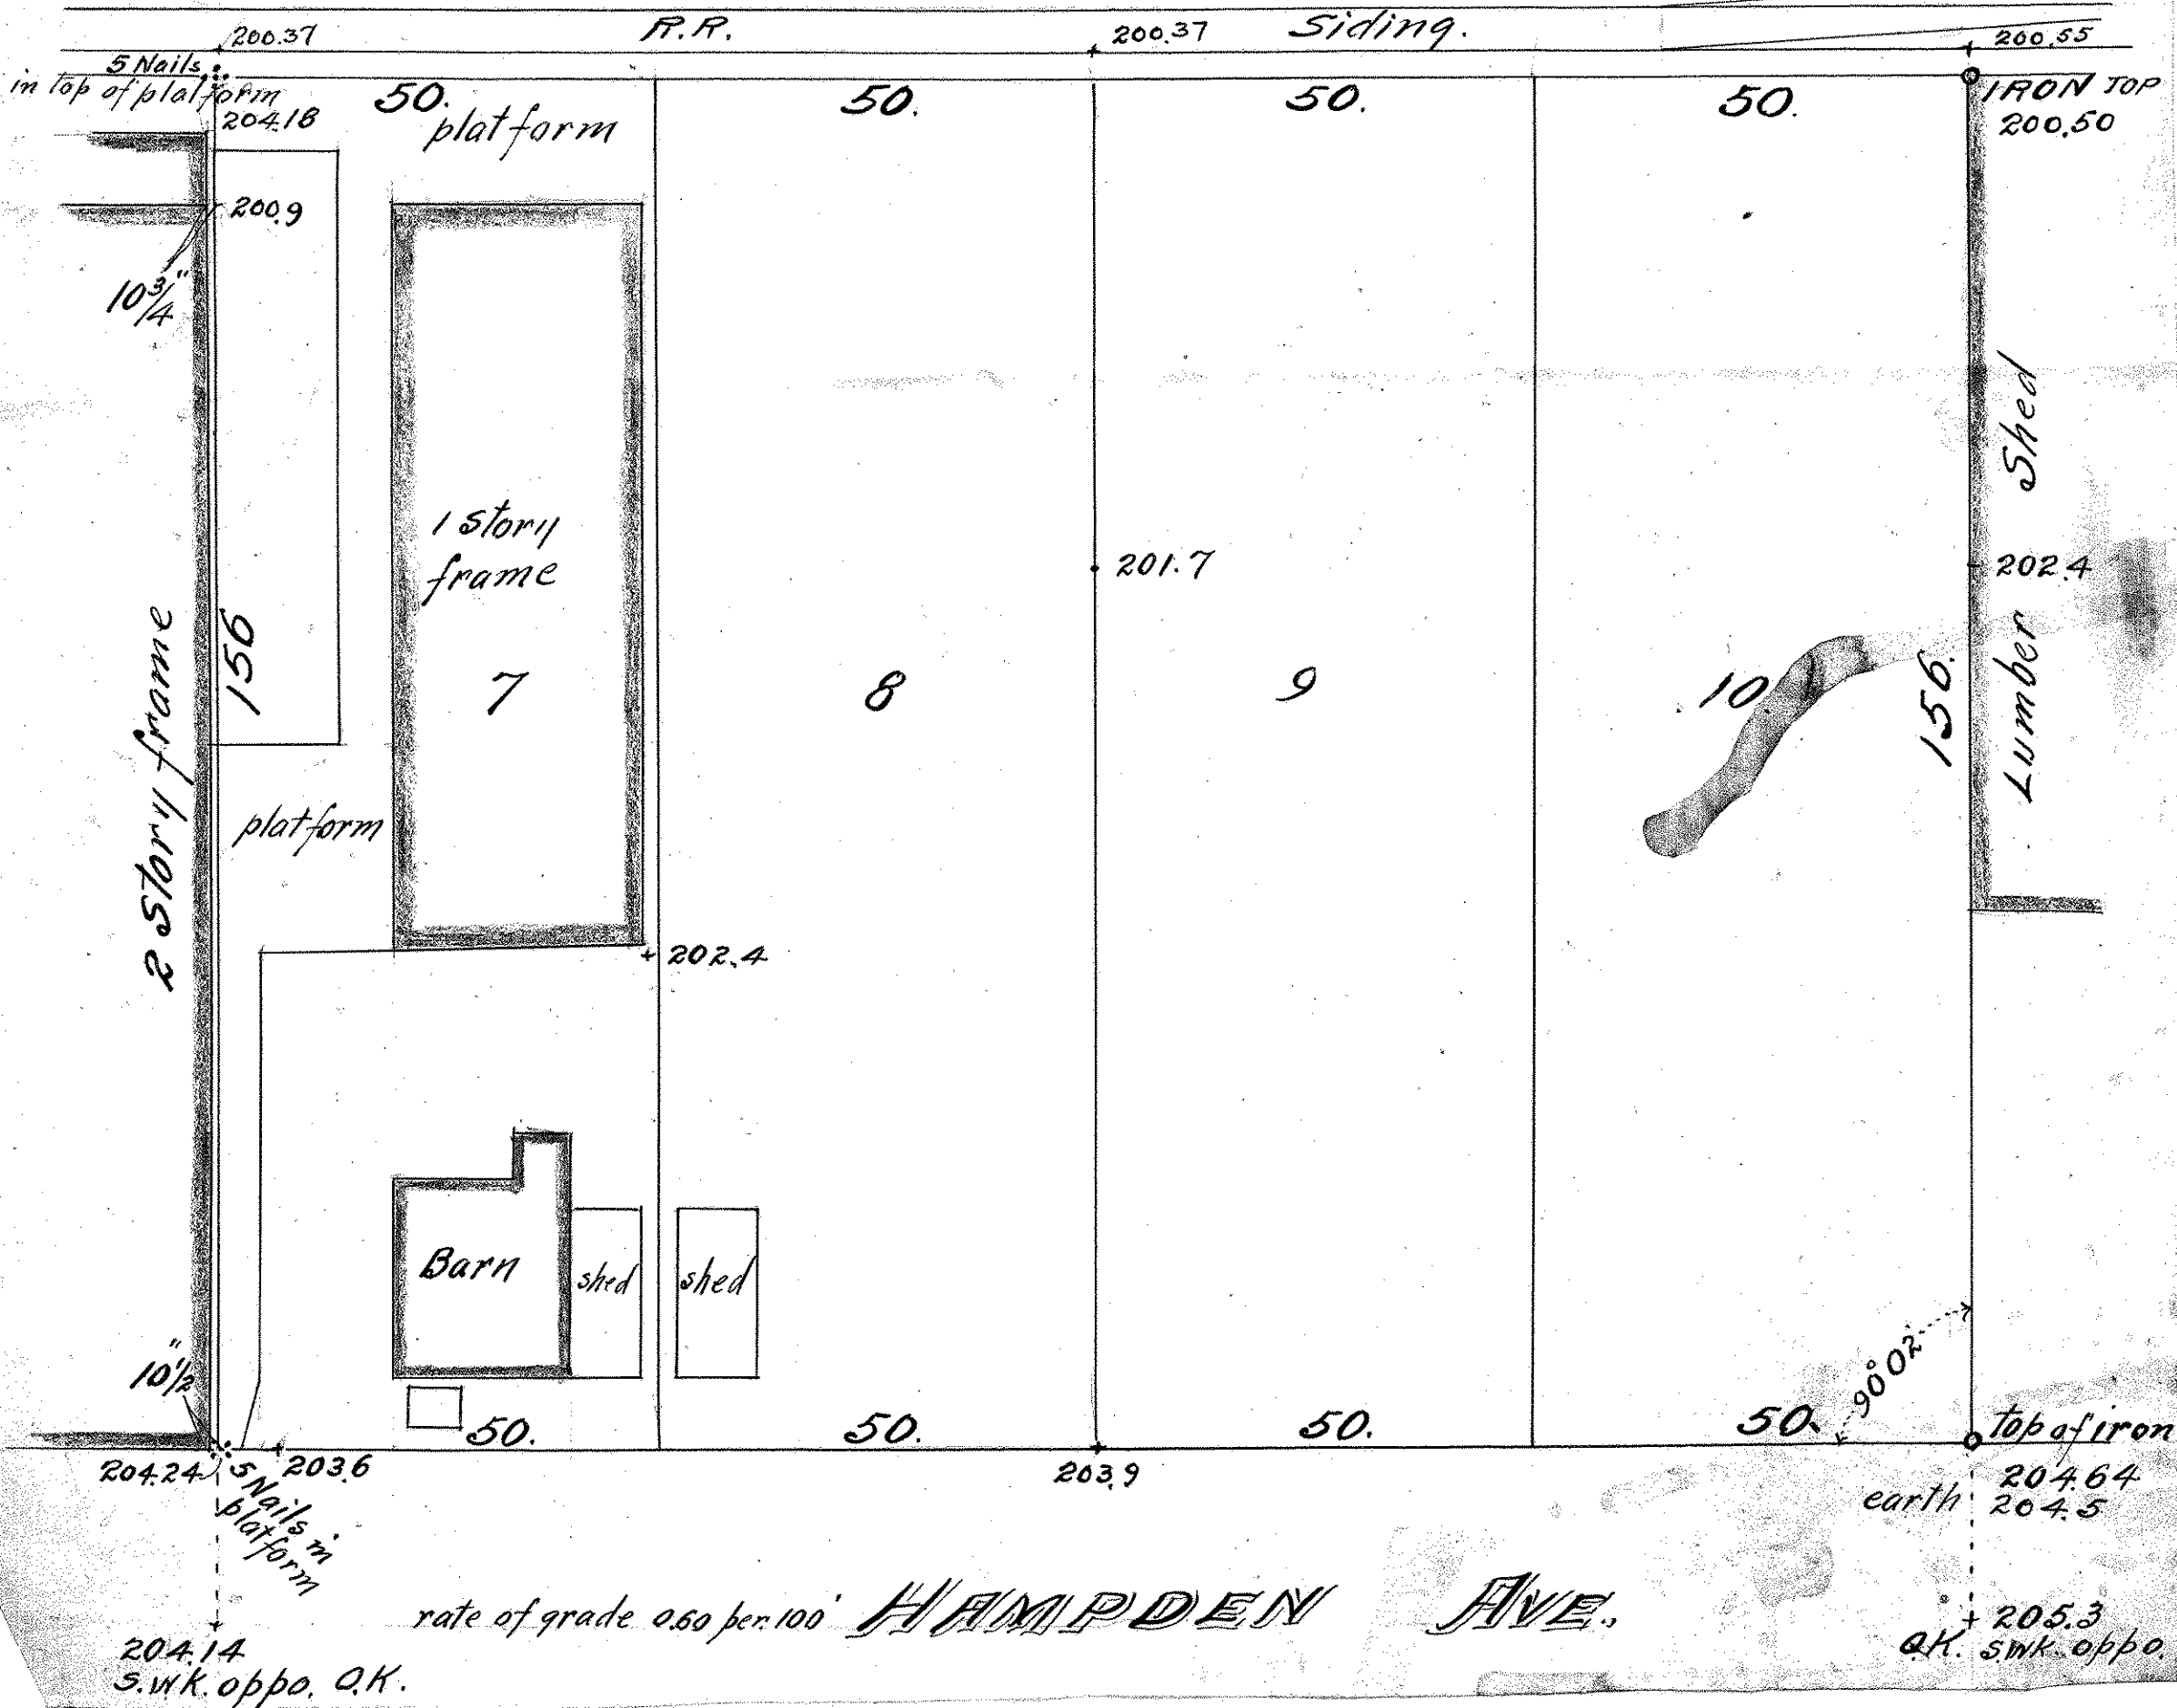 200.37 R.R. 200.37 Siding. 200.55
5 Nails
in top of platform
204.18
50. 50. 50. 50.
IRON TOP
200.50
platform
200.9
10 3/4"
1 story
frame
201.7
Shed
202.4
2 story frame
156
7
8
9
10.
156.
Lumber
platform
202.4
Barn
shed
shed
10 1/2"
90°02'
50. 50. 50. 50.
top of iron
204.24
203.6
203.9
204.64
5 Nails in
platform
earth 204.5
rate of grade 0.60 per. 100' HAMPDEN AVE.
204.14
S.WK. oppo. O.K.
205.3
O.K. S.WK. oppo.